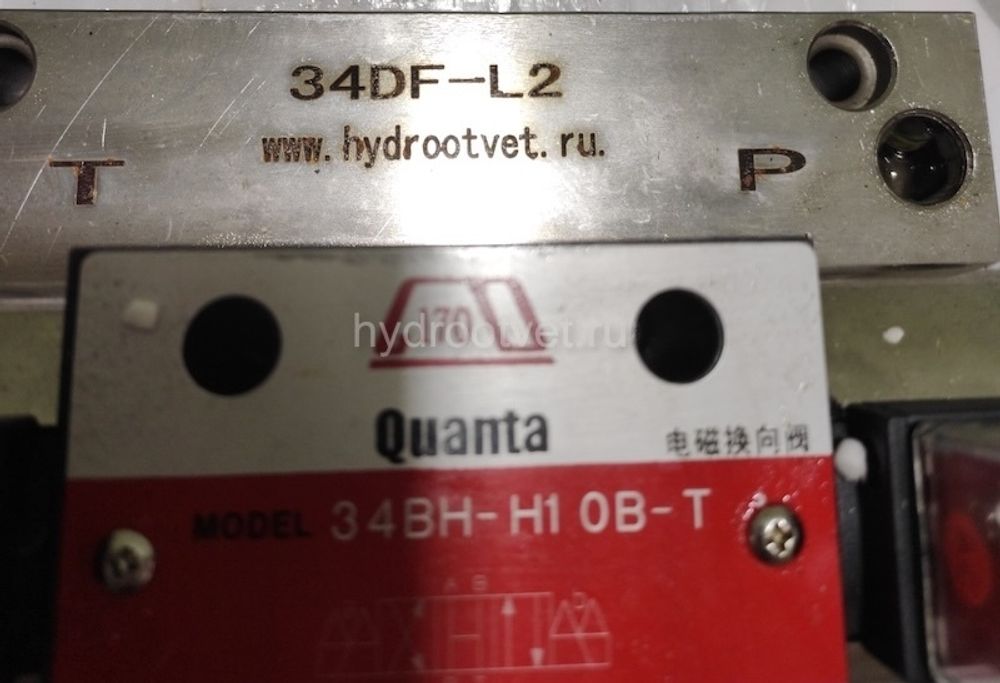 34DF-L2
www.hydrootvet.ru.
T
P
170
hydrootvet.ru
Quanta
电磁换向阀
MODEL 34BH-H10B-T
A B